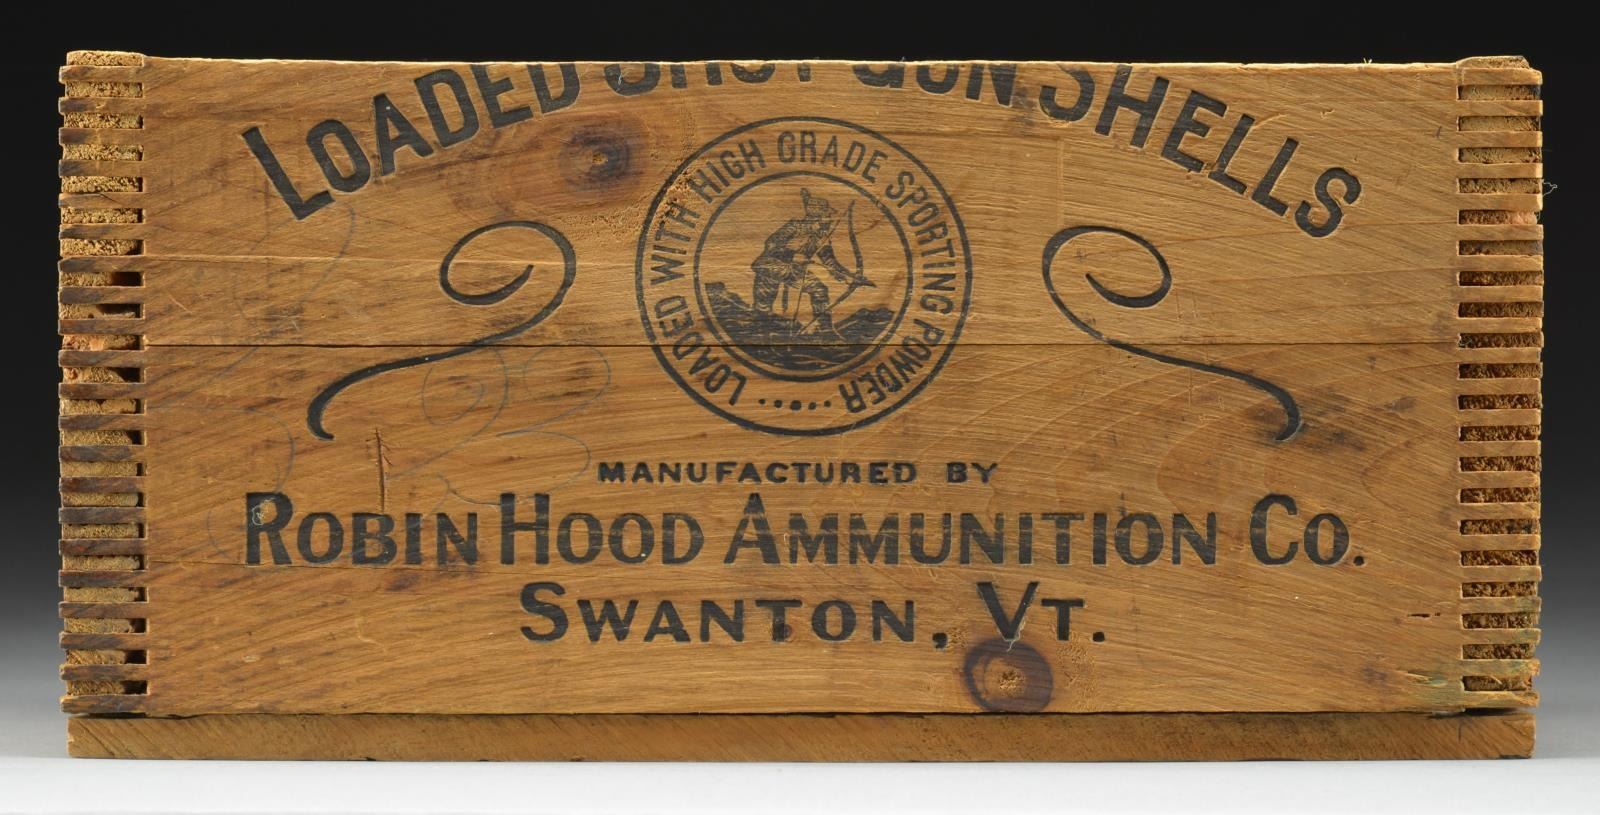 LOADED SHOT GUN SHELLS
LOADED WITH HIGH GRADE SPORTING POWDER
MANUFACTURED BY
ROBIN HOOD AMMUNITION CO.
SWANTON, VT.